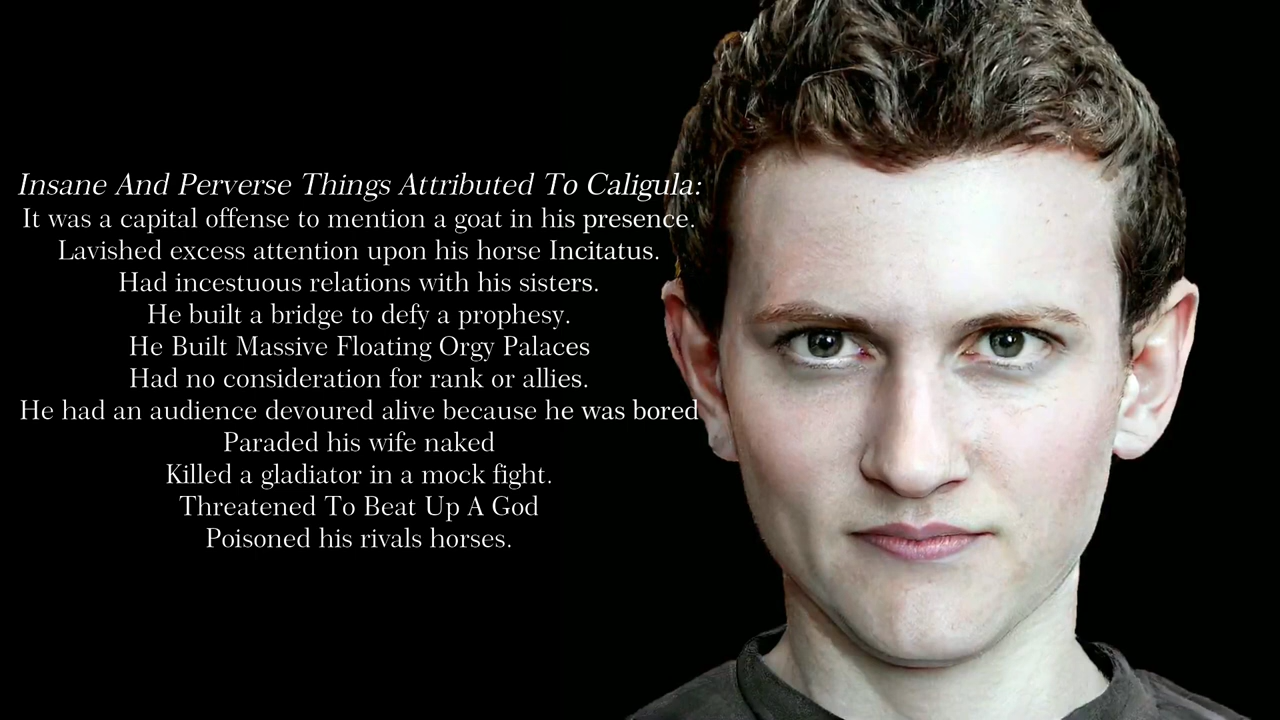 Insane And Perverse Things Attributed To Caligula:
It was a capital offense to mention a goat in his presence.
Lavished excess attention upon his horse Incitatus.
Had incestuous relations with his sisters.
He built a bridge to defy a prophesy.
He Built Massive Floating Orgy Palaces
Had no consideration for rank or allies.
He had an audience devoured alive because he was bored
Paraded his wife naked
Killed a gladiator in a mock fight.
Threatened To Beat Up A God
Poisoned his rivals horses.